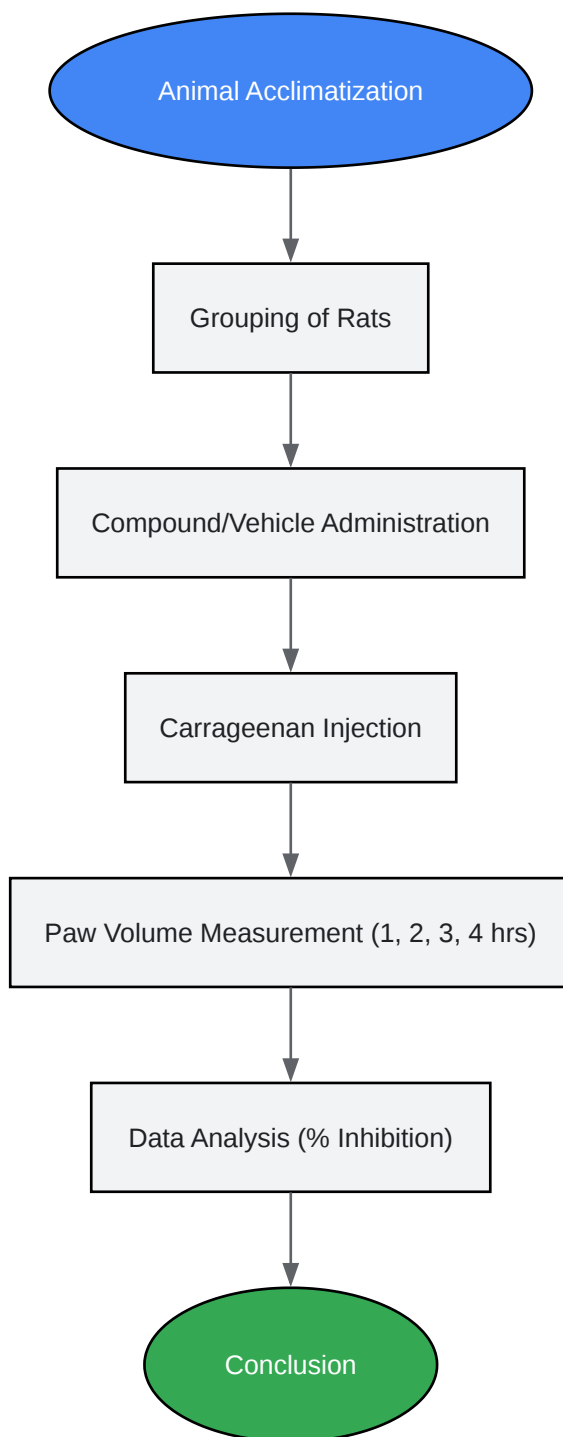 Animal Acclimatization
Grouping of Rats
Compound/Vehicle Administration
Carrageenan Injection
Paw Volume Measurement (1, 2, 3, 4 hrs)
Data Analysis (% Inhibition)
Conclusion